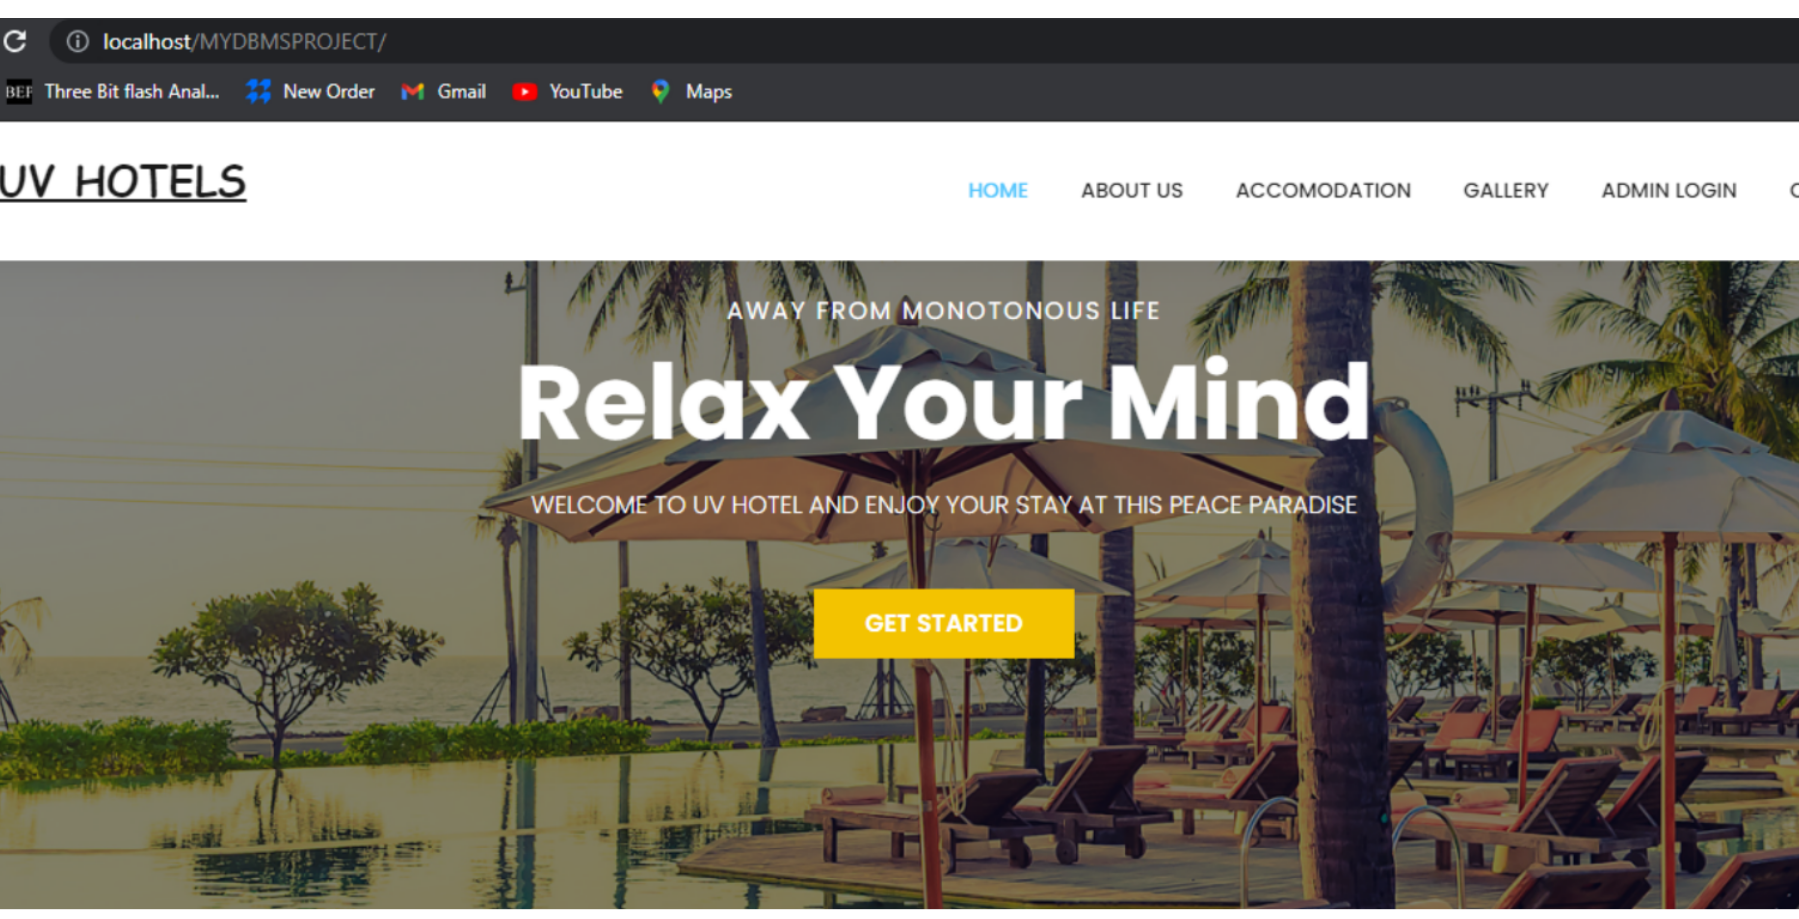 localhost/MYDBMSPROJECT/
BEF Three Bit flash Anal... New Order Gmail YouTube Maps
UV HOTELS
HOME ABOUT US ACCOMODATION GALLERY ADMIN LOGIN
AWAY FROM MONOTONOUS LIFE
Relax Your Mind
WELCOME TO UV HOTEL AND ENJOY YOUR STAY AT THIS PEACE PARADISE
GET STARTED